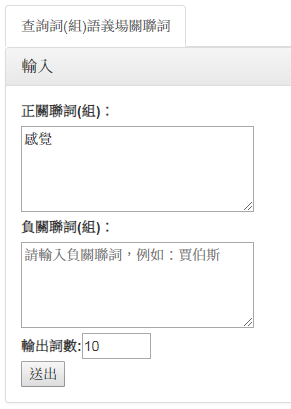 查詢詞(組)語義場關聯詞
輸入
正關聯詞(組)：
感覺
負關聯詞(組)：
請輸入負關聯詞，例如：賈伯斯
輸出詞數:10
送出